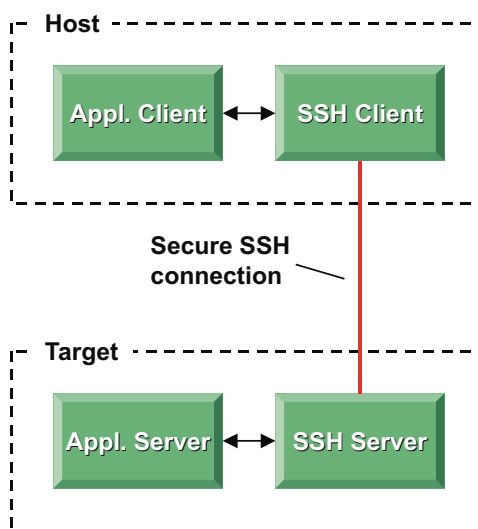 Host
Appl. Client
SSH Client
Secure SSH
connection
Target
Appl. Server
SSH Server